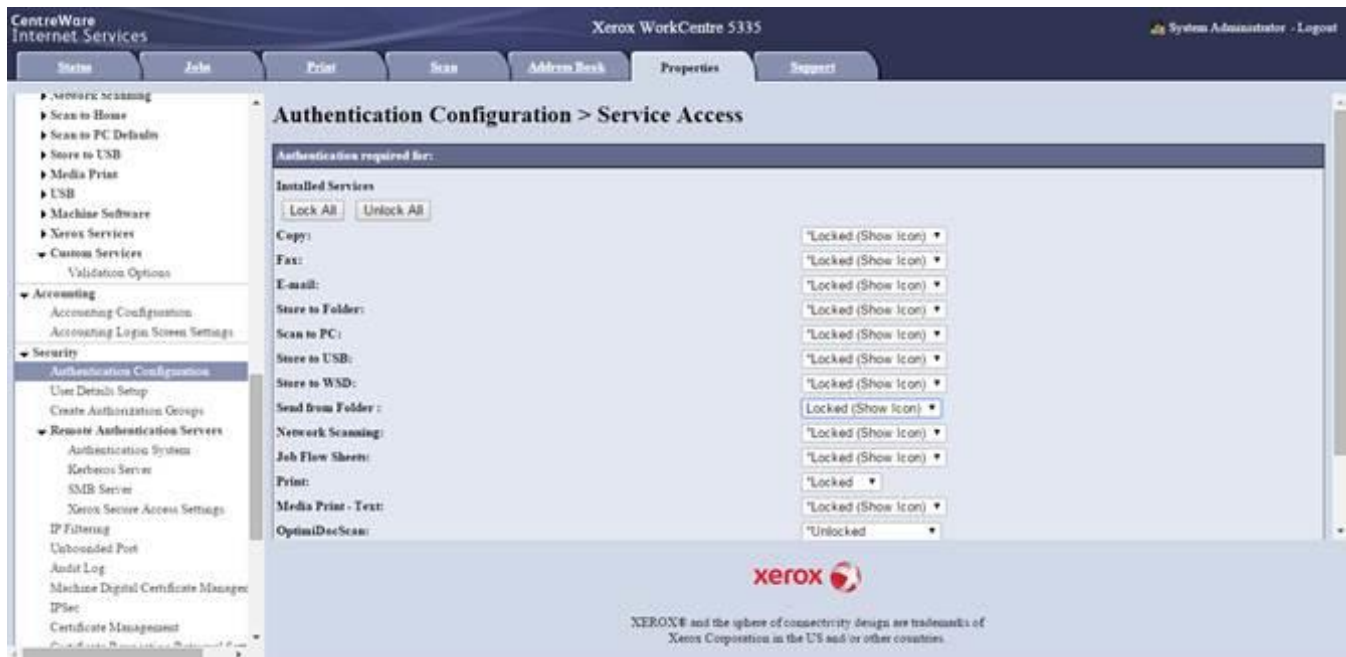 CentreWare
Internet Services
Xerox WorkCentre 5335
System Administrator - Logout
Status
Jobs
Print
Scan
Address Book
Properties
Support
Network Scanning
Scan to Home
Scan to PC Defaults
Store to USB
Media Print
USB
Machine Software
Xerox Services
Custom Services
Validation Options
Accounting
Accounting Configuration
Accounting Login Screen Settings
Security
Authentication Configuration
User Details Setup
Create Authorization Groups
Remote Authentication Servers
Authentication System
Kerberos Server
SMB Server
Xerox Secure Access Settings
IP Filtering
Unbounded Port
Audit Log
Machine Digital Certificate Manager
IPSec
Certificate Management
Authentication Configuration > Service Access
Authentication required for:
Installed Services
Lock All Unlock All
Copy: *Locked (Show Icon)
Fax: *Locked (Show Icon)
E-mail: *Locked (Show Icon)
Store to Folder: *Locked (Show Icon)
Scan to PC: *Locked (Show Icon)
Store to USB: *Locked (Show Icon)
Store to WSD: *Locked (Show Icon)
Send from Folder : Locked (Show Icon)
Network Scanning: *Locked (Show Icon)
Job Flow Sheets: *Locked (Show Icon)
Print: *Locked
Media Print - Text: *Locked (Show Icon)
OptimiDocScan: *Unlocked
xerox
XEROX® and the sphere of connectivity design are trademarks of
Xerox Corporation in the US and/or other countries.